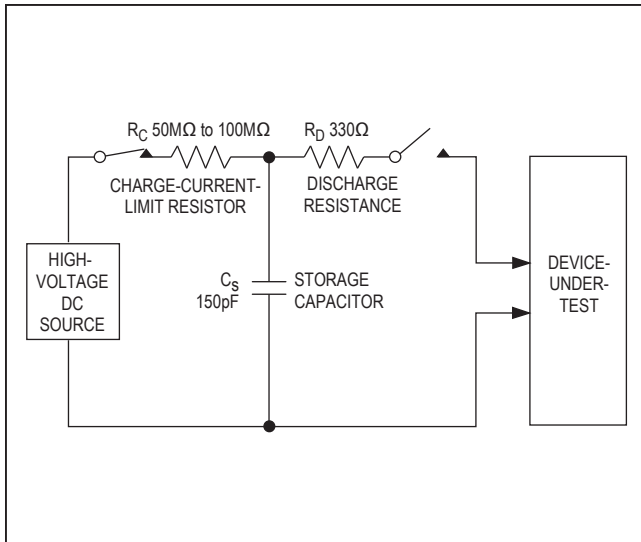 R_C 50MΩ to 100MΩ
CHARGE-CURRENT-
LIMIT RESISTOR
R_D 330Ω
DISCHARGE
RESISTANCE
HIGH-
VOLTAGE
DC
SOURCE
C_S
150pF
STORAGE
CAPACITOR
DEVICE-
UNDER-
TEST